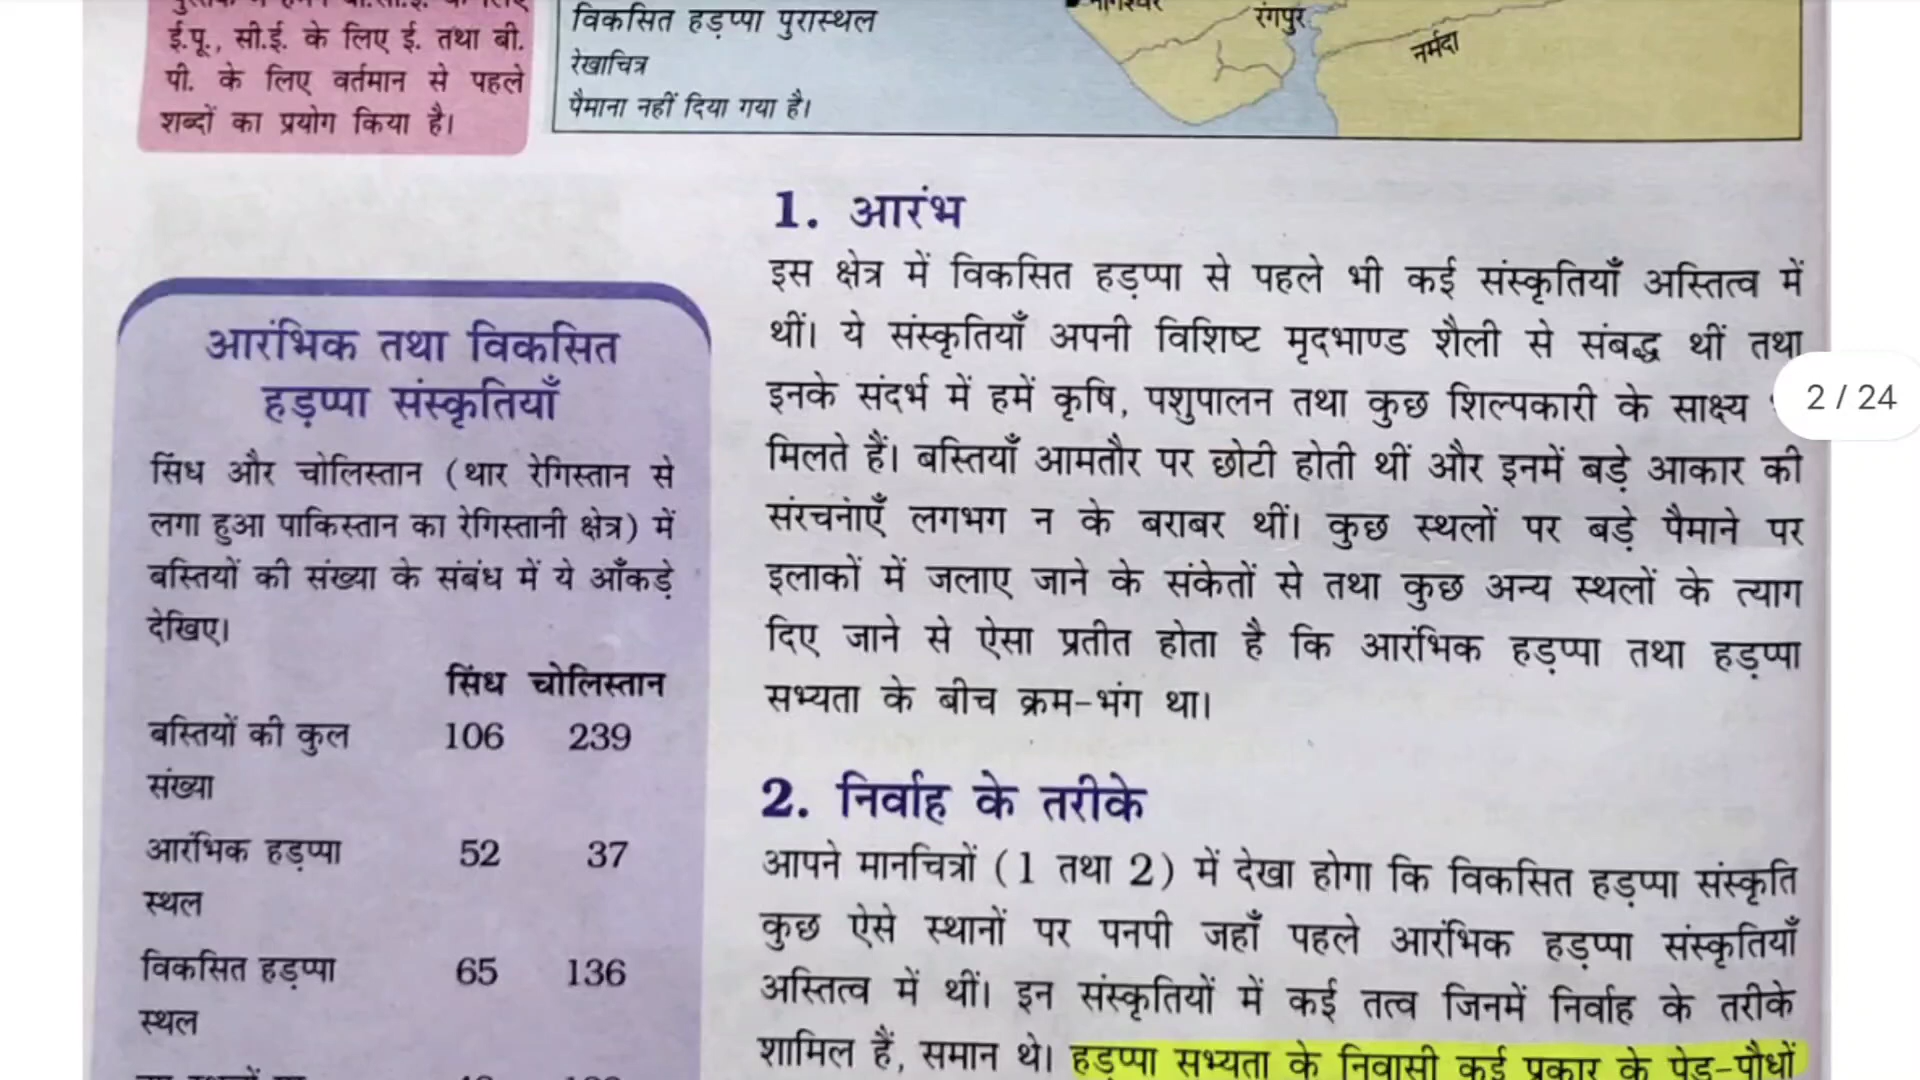 ई.पू., सी.ई. के लिए ई. तथा बी.
पी. के लिए वर्तमान से पहले
शब्दों का प्रयोग किया है।
विकसित हड़प्पा पुरास्थल
रेखाचित्र
पैमाना नहीं दिया गया है।
रंगपुर
नर्मदा
आरंभिक तथा विकसित
हड़प्पा संस्कृतियाँ
सिंध और चोलिस्तान (थार रेगिस्तान से
लगा हुआ पाकिस्तान का रेगिस्तानी क्षेत्र) में
बस्तियों की संख्या के संबंध में ये आँकड़े
देखिए।
सिंध चोलिस्तान
बस्तियों की कुल 106 239
संख्या
आरंभिक हड़प्पा 52 37
स्थल
विकसित हड़प्पा 65 136
स्थल
1. आरंभ
इस क्षेत्र में विकसित हड़प्पा से पहले भी कई संस्कृतियाँ अस्तित्व में
थीं। ये संस्कृतियाँ अपनी विशिष्ट मृदभाण्ड शैली से संबद्ध थीं तथा
इनके संदर्भ में हमें कृषि, पशुपालन तथा कुछ शिल्पकारी के साक्ष्य
मिलते हैं। बस्तियाँ आमतौर पर छोटी होती थीं और इनमें बड़े आकार की
संरचनाएँ लगभग न के बराबर थीं। कुछ स्थलों पर बड़े पैमाने पर
इलाकों में जलाए जाने के संकेतों से तथा कुछ अन्य स्थलों के त्याग
दिए जाने से ऐसा प्रतीत होता है कि आरंभिक हड़प्पा तथा हड़प्पा
सभ्यता के बीच क्रम-भंग था।
2. निर्वाह के तरीके
आपने मानचित्रों (1 तथा 2) में देखा होगा कि विकसित हड़प्पा संस्कृति
कुछ ऐसे स्थानों पर पनपी जहाँ पहले आरंभिक हड़प्पा संस्कृतियाँ
अस्तित्व में थीं। इन संस्कृतियों में कई तत्व जिनमें निर्वाह के तरीके
शामिल हैं, समान थे। हड़प्पा सभ्यता के निवासी कई प्रकार के पेड़-पौधों
2 / 24